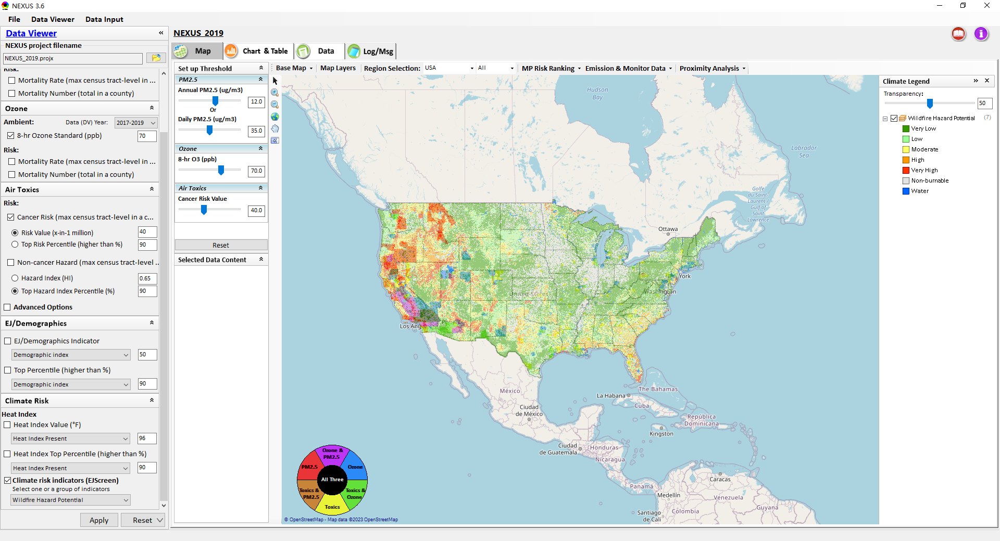 NEXUS 3.6
File Data Viewer Data Input
Data Viewer «
NEXUS project filename
NEXUS_2019.projx
Mortality Rate (max census tract-level in ...
Mortality Number (total in a county)
Ozone
Ambient: Data (DV) Year: 2017-2019
8-hr Ozone Standard (ppb) 70
Risk:
Mortality Rate (max census tract-level in ...
Mortality Number (total in a county)
Air Toxics
Risk:
Cancer Risk (max census tract-level in a c...
Risk Value (x-in-1 million) 40
Top Risk Percentile (higher than %) 90
Non-cancer Hazard (max census tract-level ..
Hazard Index (HI) 0.65
Top Hazard Index Percentile (%) 90
Advanced Options
EJ/Demographics
EJ/Demographics Indicator
Demographic index 50
Top Percentile (higher than %)
Demographic index 90
Climate Risk
Heat Index
Heat Index Value (°F)
Heat Index Present 96
Heat Index Top Percentile (higher than %)
Heat Index Present 90
Climate risk indicators (EJScreen)
Select one or a group of indicators
Wildfire Hazard Potential
Apply Reset
NEXUS_2019
Map Chart & Table Data Log/Msg
Set up Threshold
PM2.5
Annual PM2.5 (ug/m3)
12.0
Or
Daily PM2.5 (ug/m3)
35.0
Ozone
8-hr O3 (ppb)
70.0
Air Toxics
Cancer Risk Value
40.0
Reset
Selected Data Content
Base Map Map Layers Region Selection: USA All MP Risk Ranking Emission & Monitor Data Proximity Analysis
Hudson
Bay
Labrador
Sea
Golfe
du Saint-
Laurent /
Gulf of
Saint
Lawrence
Ottawa
York
Washington
United States
Los Ang
México
Ciudad
de México
La Habana
The Bahamas
Cuba
República
Dominicana
Kingston
Ciudad
de Guatemala
Honduras
Nicaragua
Panamá
Caracas
Medellín
Venezuela
Guyana
Santiago
de Cali
Colombia
Ozone &
PM2.5
PM2.5
Ozone
All Three
Toxics &
PM2.5
Toxics &
Ozone
Toxics
© OpenStreetMap - Map data ©2023 OpenStreetMap
Climate Legend »
Transparency:
50
Wildfire Hazard Potential (7)
Very Low
Low
Moderate
High
Very High
Non-burnable
Water